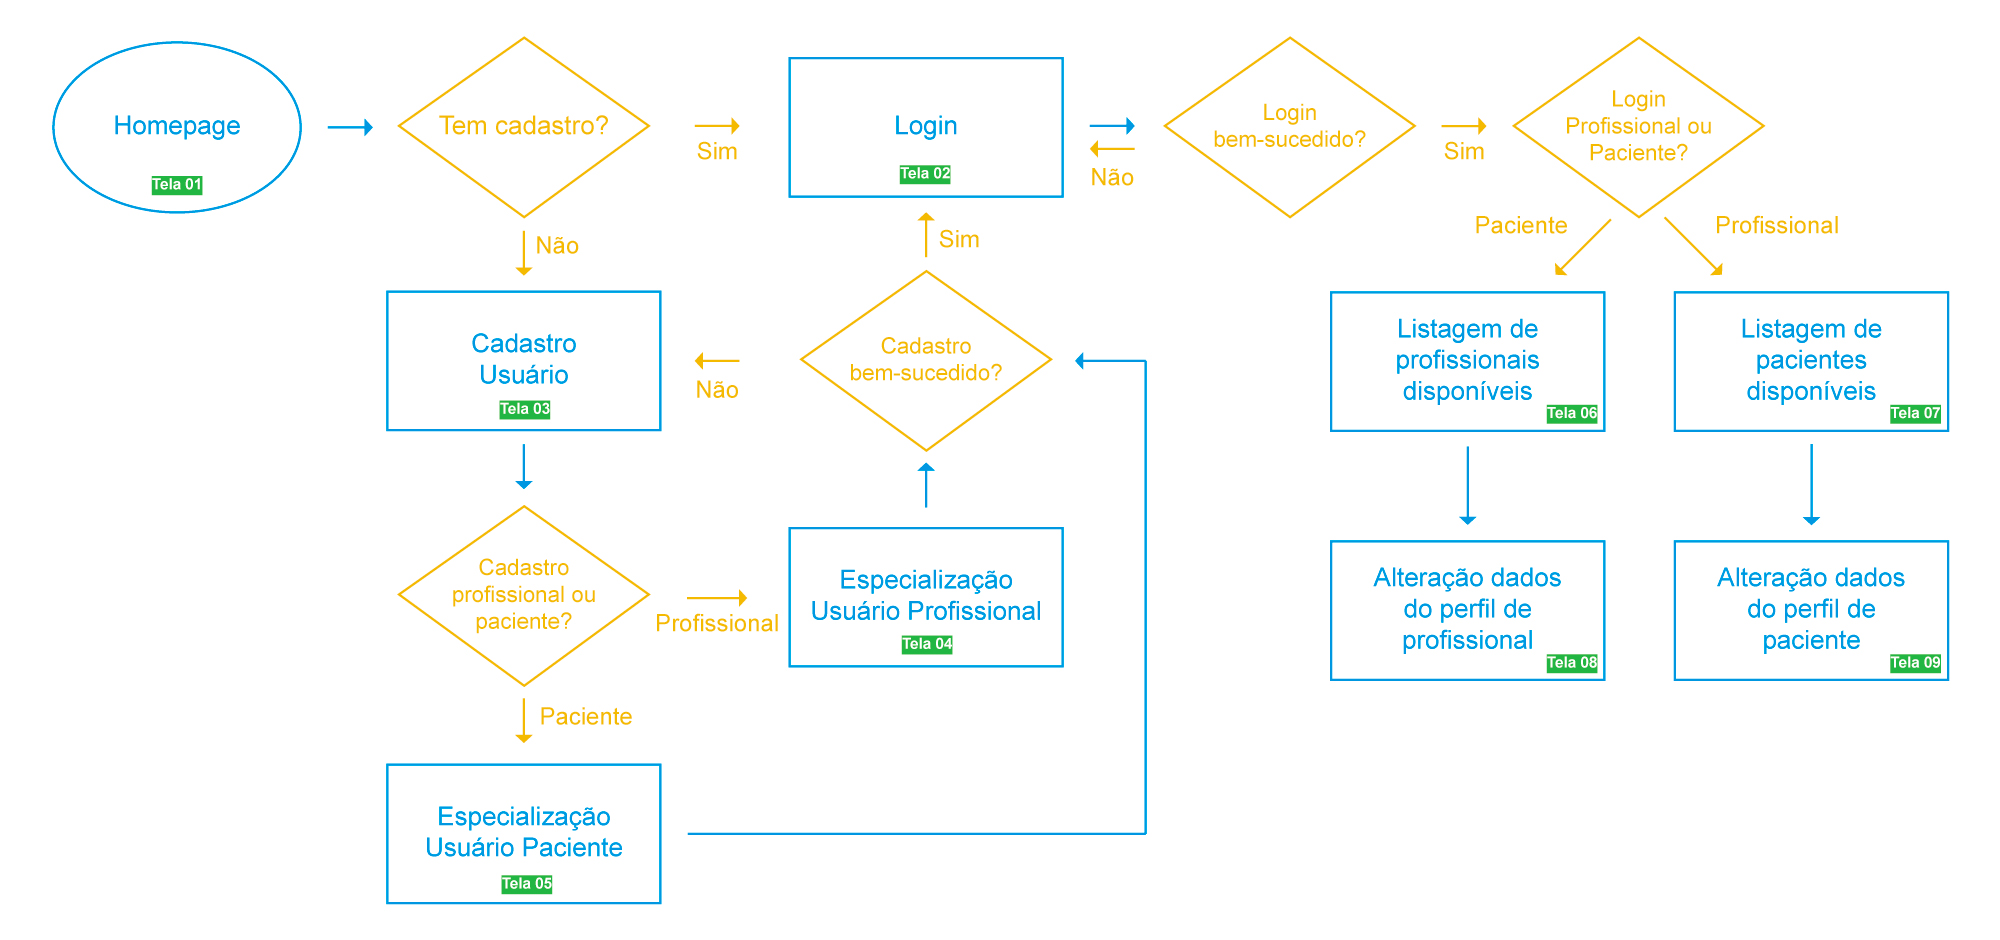 Homepage
Tela 01
Tem cadastro?
Sim
Não
Login
Tela 02
Não
Login
bem-sucedido?
Sim
Login
Profissional ou
Paciente?
Paciente
Profissional
Cadastro
Usuário
Tela 03
Não
Cadastro
bem-sucedido?
Sim
Listagem de
profissionais
disponíveis
Tela 06
Listagem de
pacientes
disponíveis
Tela 07
Cadastro
profissional ou
paciente?
Profissional
Paciente
Especialização
Usuário Profissional
Tela 04
Alteração dados
do perfil de
profissional
Tela 08
Alteração dados
do perfil de
paciente
Tela 09
Especialização
Usuário Paciente
Tela 05